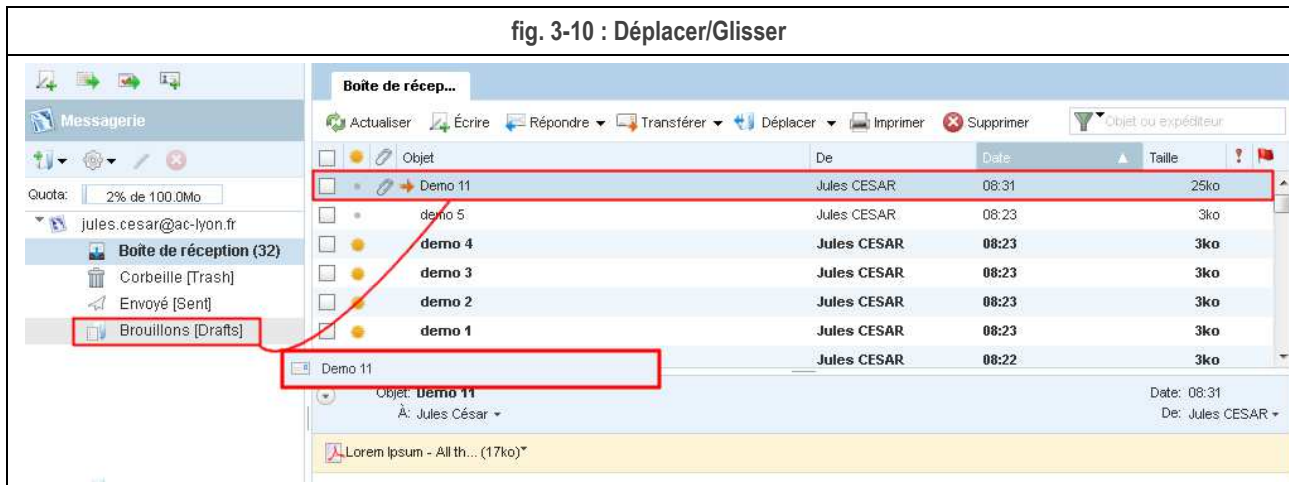 fig. 3-10 : Déplacer/Glisser
Boîte de récep...
Messagerie
Actualiser Écrire Répondre Transférer Déplacer Imprimer Supprimer Objet ou expéditeur
Objet De Date Taille
Quota: 2% de 100.0Mo
Demo 11 Jules CESAR 08:31 25ko
jules.cesar@ac-lyon.fr
demo 5 Jules CESAR 08:23 3ko
Boîte de réception (32)
demo 4 Jules CESAR 08:23 3ko
Corbeille [Trash]
demo 3 Jules CESAR 08:23 3ko
Envoyé [Sent]
demo 2 Jules CESAR 08:23 3ko
Brouillons [Drafts]
demo 1 Jules CESAR 08:23 3ko
Jules CESAR 08:22 3ko
Demo 11
Objet: Demo 11 Date: 08:31
À: Jules César De: Jules CESAR
Lorem Ipsum - All th... (17ko)